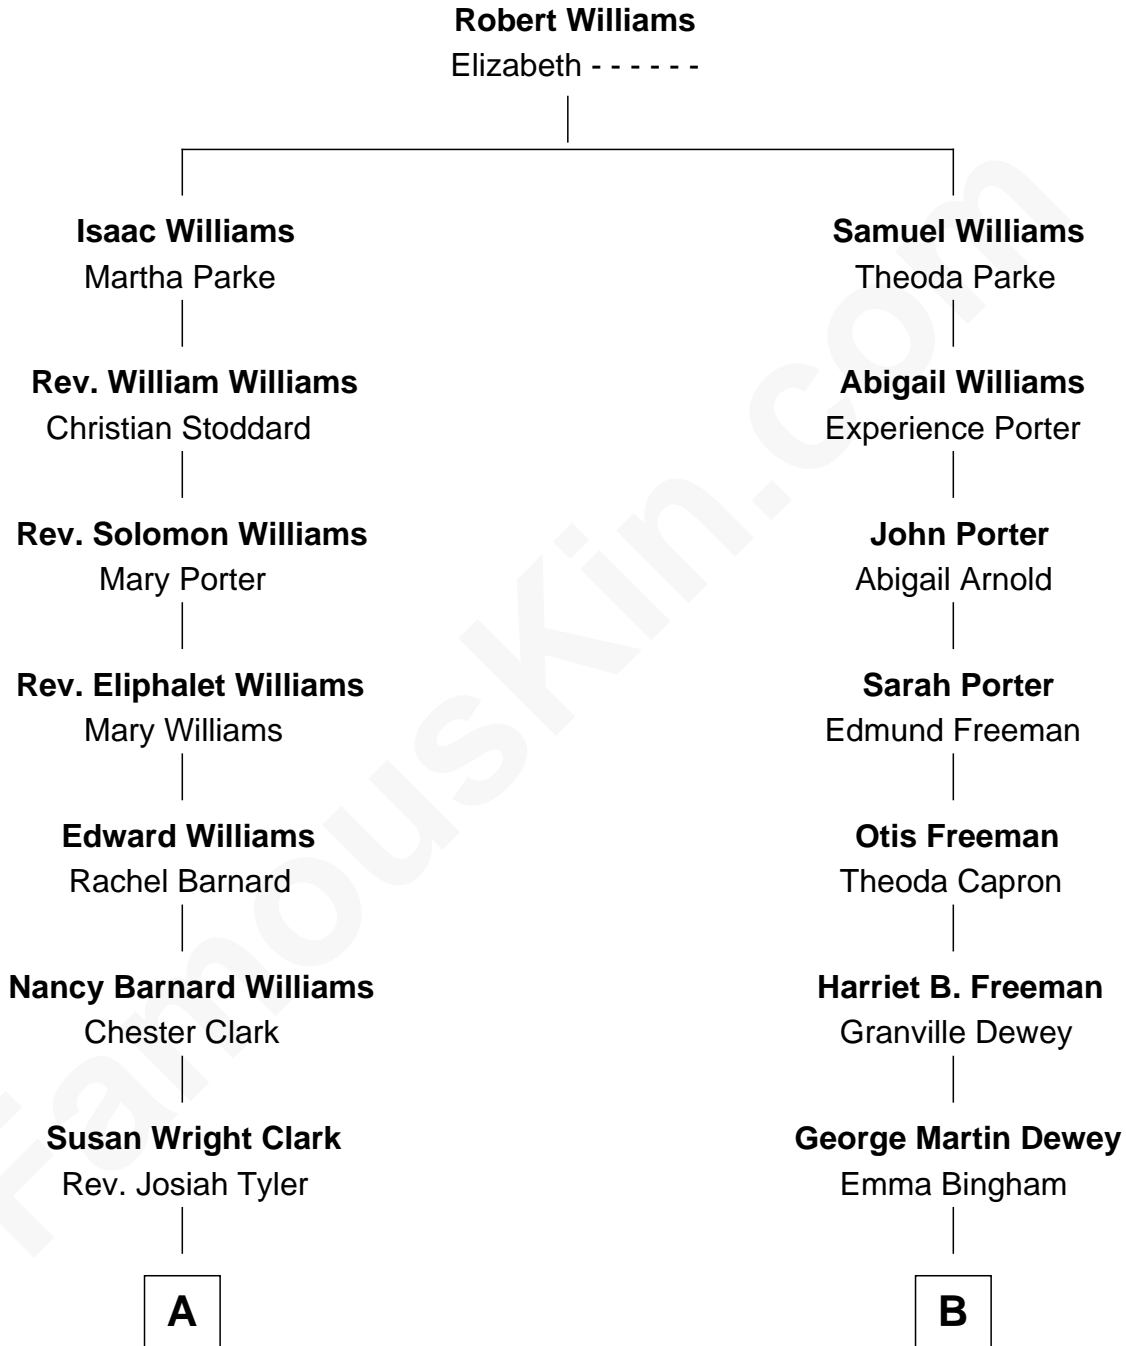 Robert Williams
Elizabeth - - - - - -
Isaac Williams
Martha Parke
Samuel Williams
Theoda Parke
Rev. William Williams
Christian Stoddard
Abigail Williams
Experience Porter
Rev. Solomon Williams
Mary Porter
John Porter
Abigail Arnold
Rev. Eliphalet Williams
Mary Williams
Sarah Porter
Edmund Freeman
Edward Williams
Rachel Barnard
Otis Freeman
Theoda Capron
Nancy Barnard Williams
Chester Clark
Harriet B. Freeman
Granville Dewey
Susan Wright Clark
Rev. Josiah Tyler
George Martin Dewey
Emma Bingham
A
B
FamousKin.com